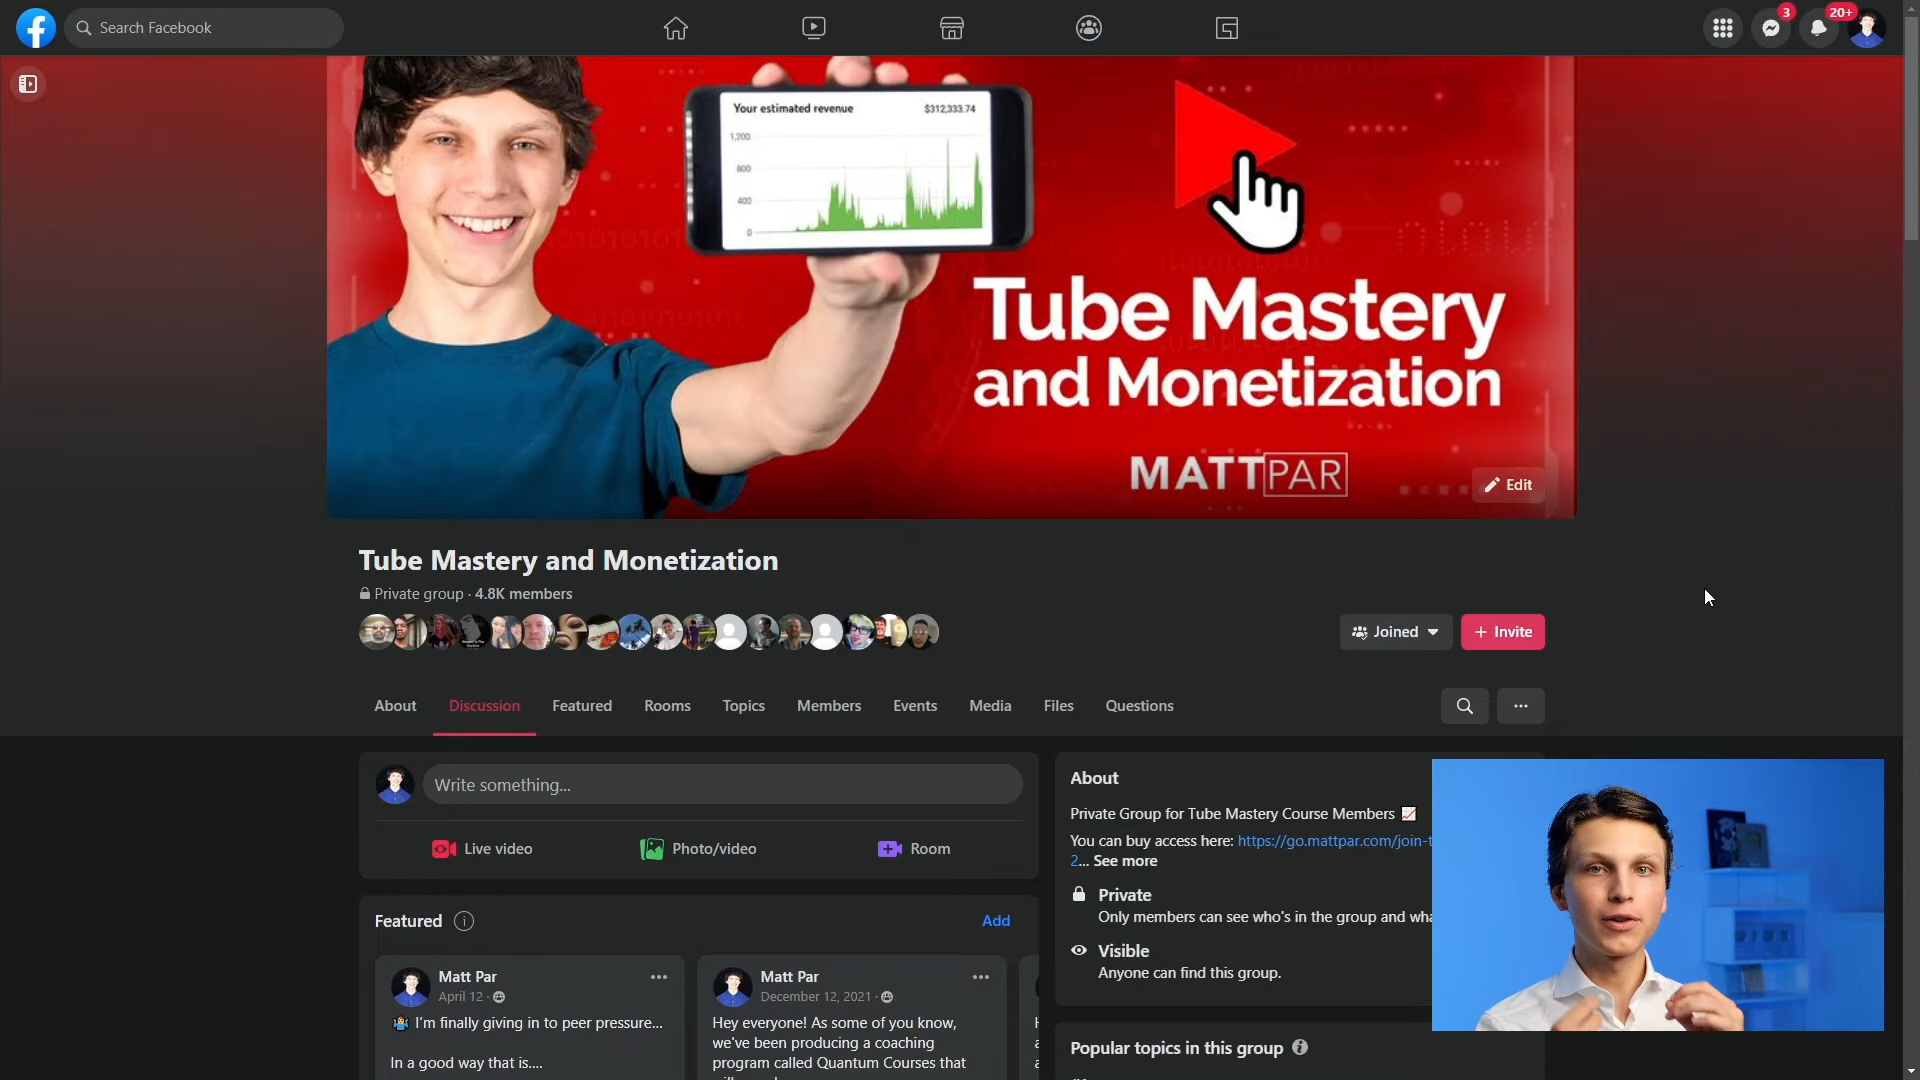 Search Facebook
3
20+
Your estimated revenue
$312,333.74
1,200
800
400
0
Tube Mastery
and Monetization
MATT PAR
Edit
Tube Mastery and Monetization
Private group · 4.8K members
Joined
+ Invite
About
Discussion
Featured
Rooms
Topics
Members
Events
Media
Files
Questions
Write something...
Live video
Photo/video
Room
Featured
Add
Matt Par
April 12 ·
I'm finally giving in to peer pressure...
In a good way that is....
Matt Par
December 12, 2021 ·
Hey everyone! As some of you know,
we've been producing a coaching
program called Quantum Courses that
About
Private Group for Tube Mastery Course Members
You can buy access here: https://go.mattpar.com/join-t
2... See more
Private
Only members can see who's in the group and wha
Visible
Anyone can find this group.
Popular topics in this group